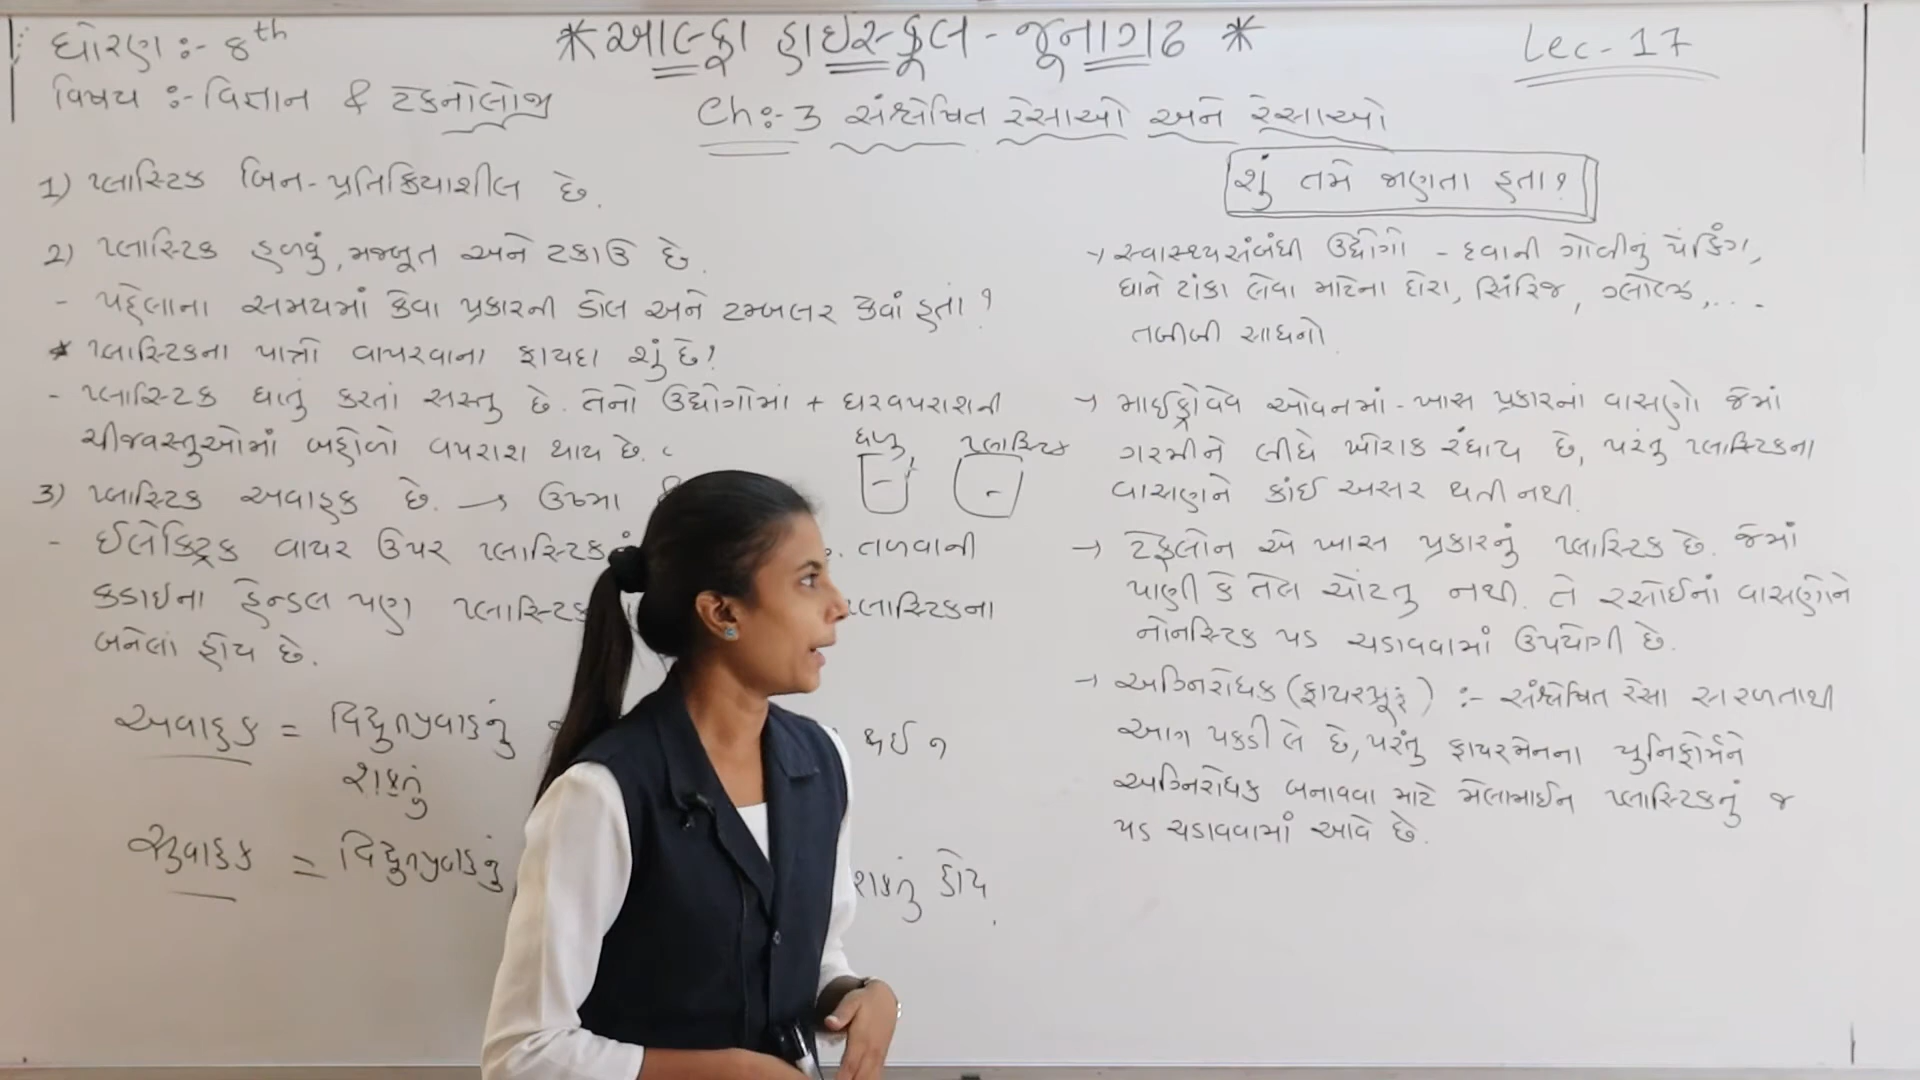 ધોરણ :- 8th
* આલ્ફા હાઇસ્કૂલ - જૂનાગઢ *
Lec - 17
વિષય :- વિજ્ઞાન & ટેકનોલોજી
Ch :- 3 સંશ્લેષિત રેસાઓ અને રેસાઓ
1) પ્લાસ્ટિક બિન-પ્રતિક્રિયાશીલ છે.
2) પ્લાસ્ટિક હળવું, મજબૂત અને ટકાઉ છે.
- પહેલાના સમયમાં કેવા પ્રકારની ડોલ અને ટમ્બલર કેવાં હતાં ?
* પ્લાસ્ટિકના પાત્રો વાપરવાના ફાયદા શું છે ?
- પ્લાસ્ટિક ધાતું કરતાં સસ્તુ છે. તેનો ઉદ્યોગોમાં + ઘરવપરાશની
ચીજવસ્તુઓમાં બહોળો વપરાશ થાય છે.
ધાતુ
પ્લાસ્ટિક
3) પ્લાસ્ટિક અવાહક છે. → ઉષ્મા
- ઈલેક્ટ્રિક વાયર ઉપર પ્લાસ્ટિક છે. તળવાની
કડાઇના હેન્ડલ પણ પ્લાસ્ટિક પ્લાસ્ટિકના
બનેલાં હોય છે.
અવાહક = વિદ્યુતપ્રવાહનું થઈ ન
શકતું
સુવાહક = વિદ્યુતપ્રવાહનું શકતું હોય.
શું તમે જાણતા હતા ?
→ સ્વાસ્થ્યસંબંધી ઉદ્યોગો - દવાની ગોળીનું પેકિંગ,
ઘાને ટાંકા લેવા માટેના દોરા, સિરિંજ, ગ્લોવ્ઝ, ....
તબીબી સાધનો.
→ માઈક્રોવેવ ઓવનમાં - ખાસ પ્રકારનાં વાસણો જેમાં
ગરમીને લીધે ખોરાક રંધાય છે, પરંતુ પ્લાસ્ટિકના
વાસણને કાંઈ અસર થતી નથી.
→ ટેફલોન એ ખાસ પ્રકારનું પ્લાસ્ટિક છે. જેમાં
પાણી કે તેલ ચોંટતુ નથી. તે રસોઈનાં વાસણોને
નોનસ્ટિક પડ ચડાવવામાં ઉપયોગી છે.
→ અગ્નિરોધક (ફાયરપ્રૂફ) :- સંશ્લેષિત રેસા સરળતાથી
આગ પકડી લે છે, પરંતુ ફાયરમેનના યુનિફોર્મને
અગ્નિરોધક બનાવવા માટે મેલામાઈન પ્લાસ્ટિકનું જ
પડ ચડાવવામાં આવે છે.